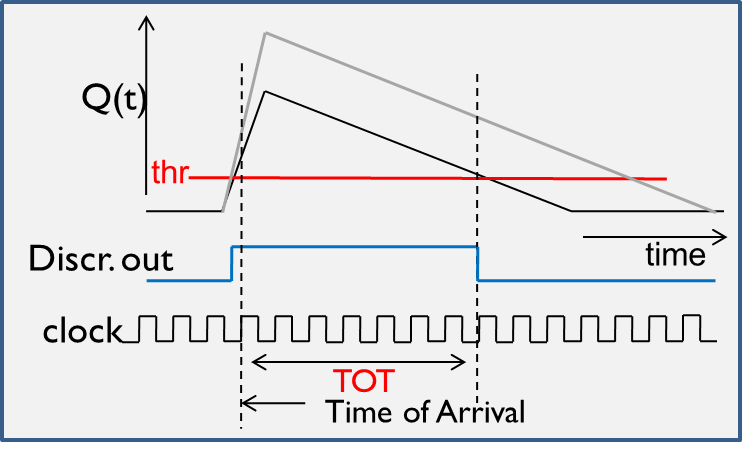 Q(t)
thr
time
Discr. out
clock
TOT
Time of Arrival